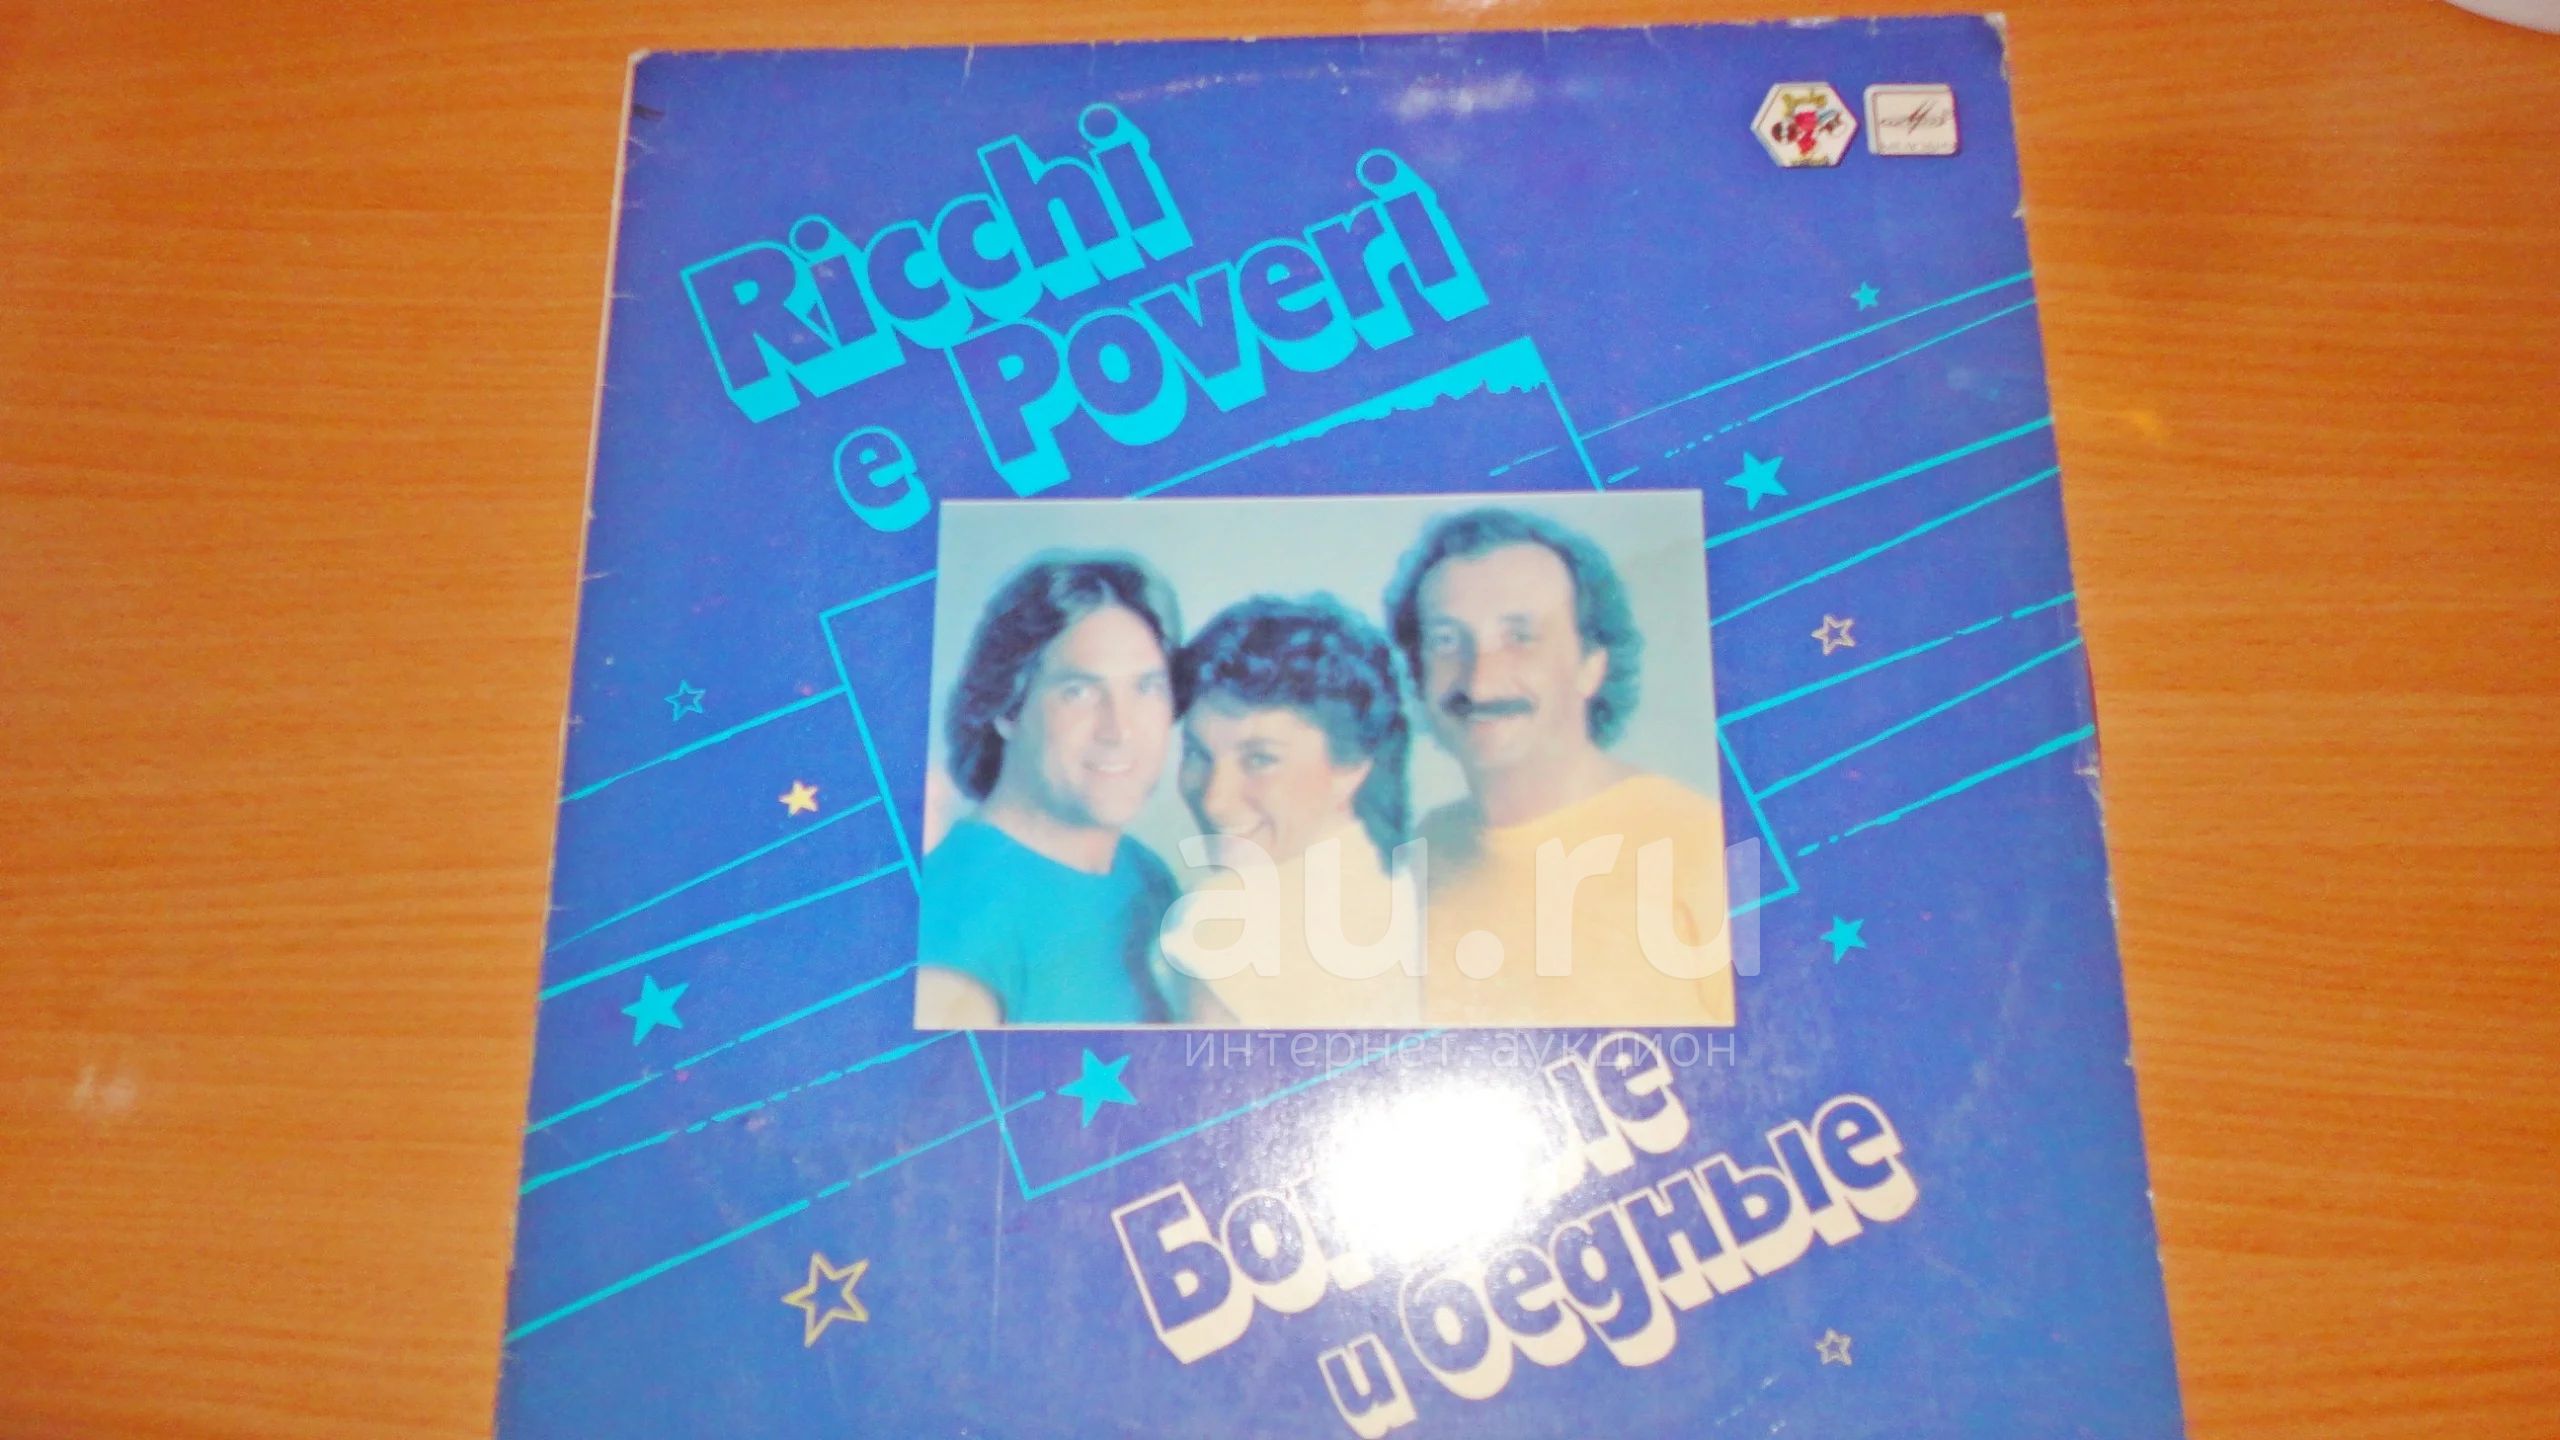 Ricchi
e Poveri
au.ru
интернет-аукцион
и бедные